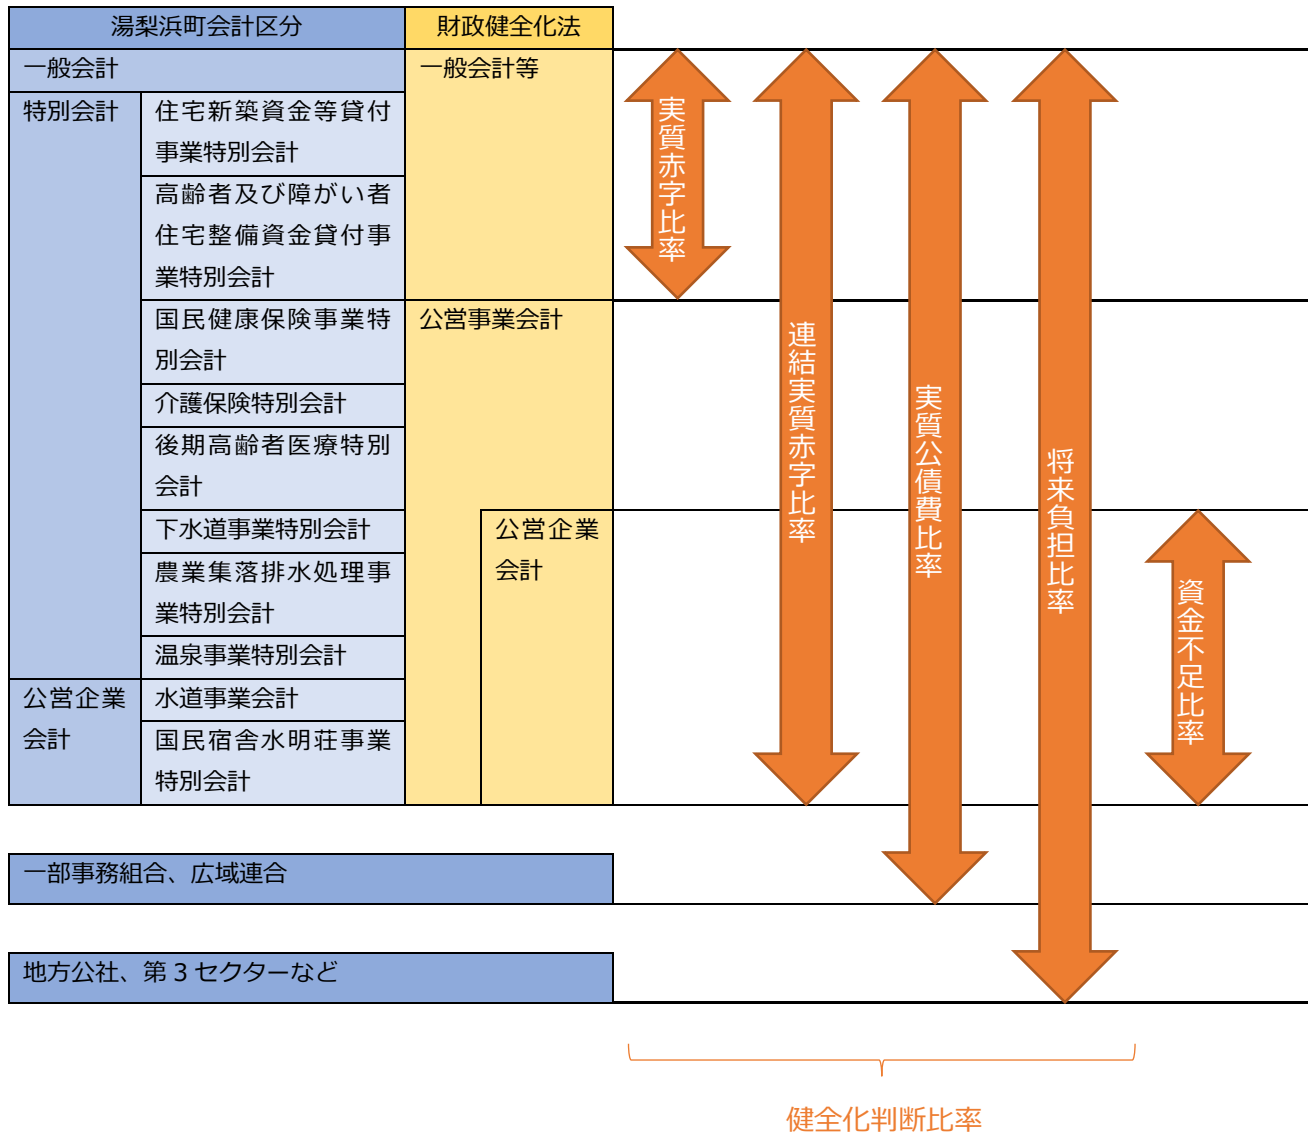 湯梨浜町会計区分
財政健全化法
一般会計
一般会計等
特別会計
住宅新築資金等貸付
事業特別会計
高齢者及び障がい者
住宅整備資金貸付事
業特別会計
国民健康保険事業特
別会計
公営事業会計
介護保険特別会計
後期高齢者医療特別
会計
下水道事業特別会計
公営企業
会計
農業集落排水処理事
業特別会計
温泉事業特別会計
公営企業
会計
水道事業会計
国民宿舎水明荘事業
特別会計
一部事務組合、広域連合
地方公社、第3セクターなど
実質赤字比率
連結実質赤字比率
実質公債費比率
将来負担比率
資金不足比率
健全化判断比率